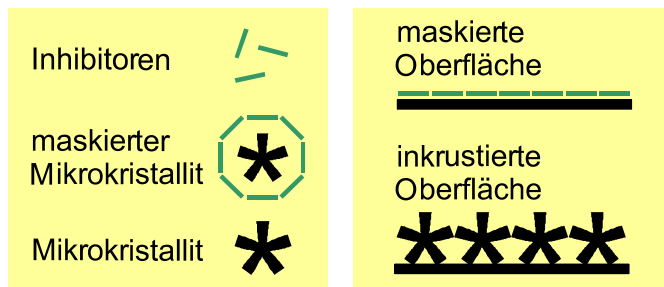 Inhibitoren
maskierter
Mikrokristallit
Mikrokristallit
maskierte
Oberfläche
inkrustierte
Oberfläche